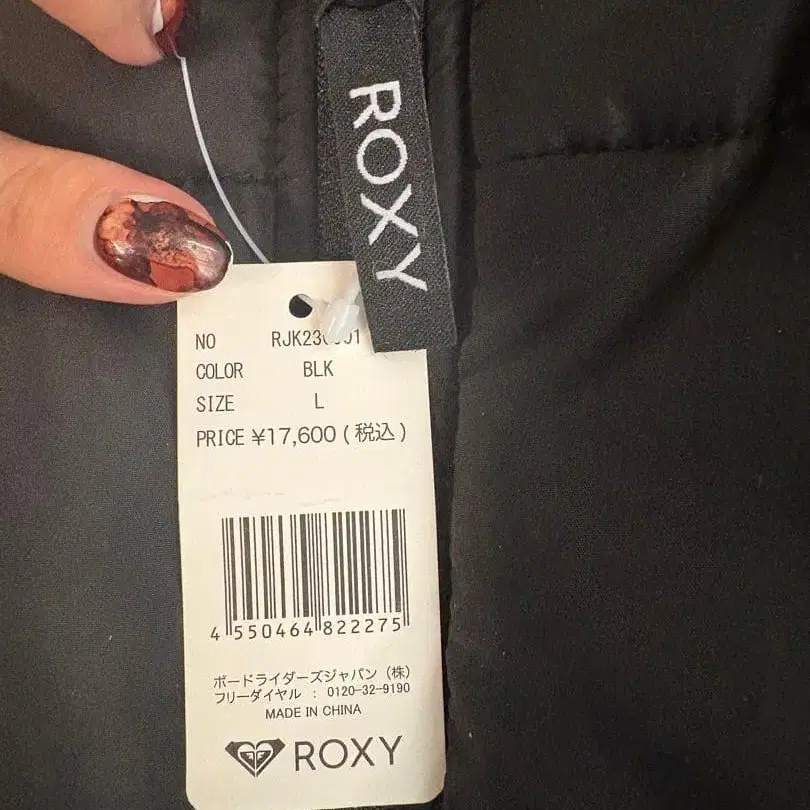 ROXY
NO
COLOR BLK
SIZE L
PRICE ¥17,600 (税込)
4 550464 822275
ボードライダーズジャパン (株)
フリーダイヤル : 0120-32-9190
MADE IN CHINA
ROXY